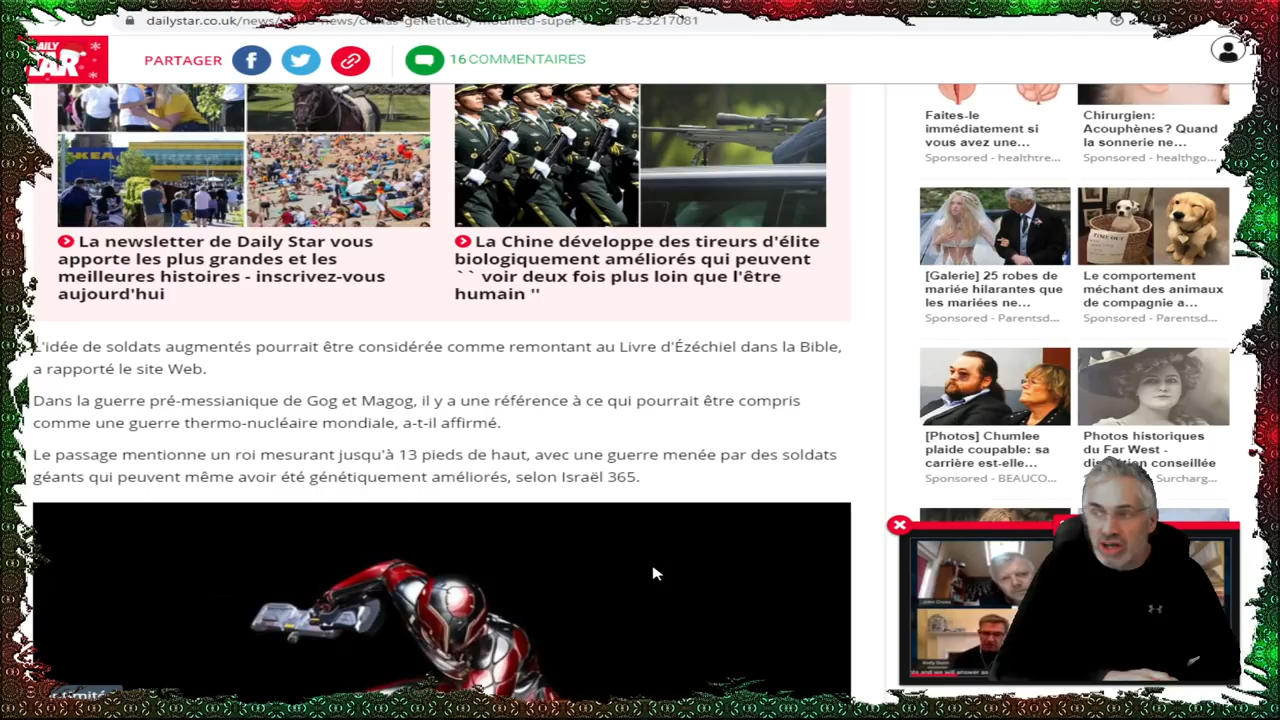 dailystar.co.uk/news/
23217081
DAILY
STAR
PARTAGER
16 COMMENTAIRES
La newsletter de Daily Star vous
apporte les plus grandes et les
meilleures histoires - inscrivez-vous
aujourd'hui
La Chine développe des tireurs d'élite
biologiquement améliorés qui peuvent
`` voir deux fois plus loin que l'être
humain ''
L'idée de soldats augmentés pourrait être considérée comme remontant au Livre d'Ézéchiel dans la Bible,
a rapporté le site Web.
Dans la guerre pré-messianique de Gog et Magog, il y a une référence à ce qui pourrait être compris
comme une guerre thermo-nucléaire mondiale, a-t-il affirmé.
Le passage mentionne un roi mesurant jusqu'à 13 pieds de haut, avec une guerre menée par des soldats
géants qui peuvent même avoir été génétiquement améliorés, selon Israël 365.
Faites-le
immédiatement si
vous avez une...
Sponsored - healthtre...
Chirurgien:
Acouphènes? Quand
la sonnerie ne...
Sponsored - healthgo...
TIME OUT
[Galerie] 25 robes de
mariée hilarantes que
les mariées ne...
Sponsored - Parentsd...
Le comportement
méchant des animaux
de compagnie a...
Sponsored - Parentsp...
[Photos] Chumlee
plaide coupable: sa
carrière est-elle...
Sponsored - BEAUCO...
Photos historiques
du Far West -
conseillée
Surcharg...
IKEA